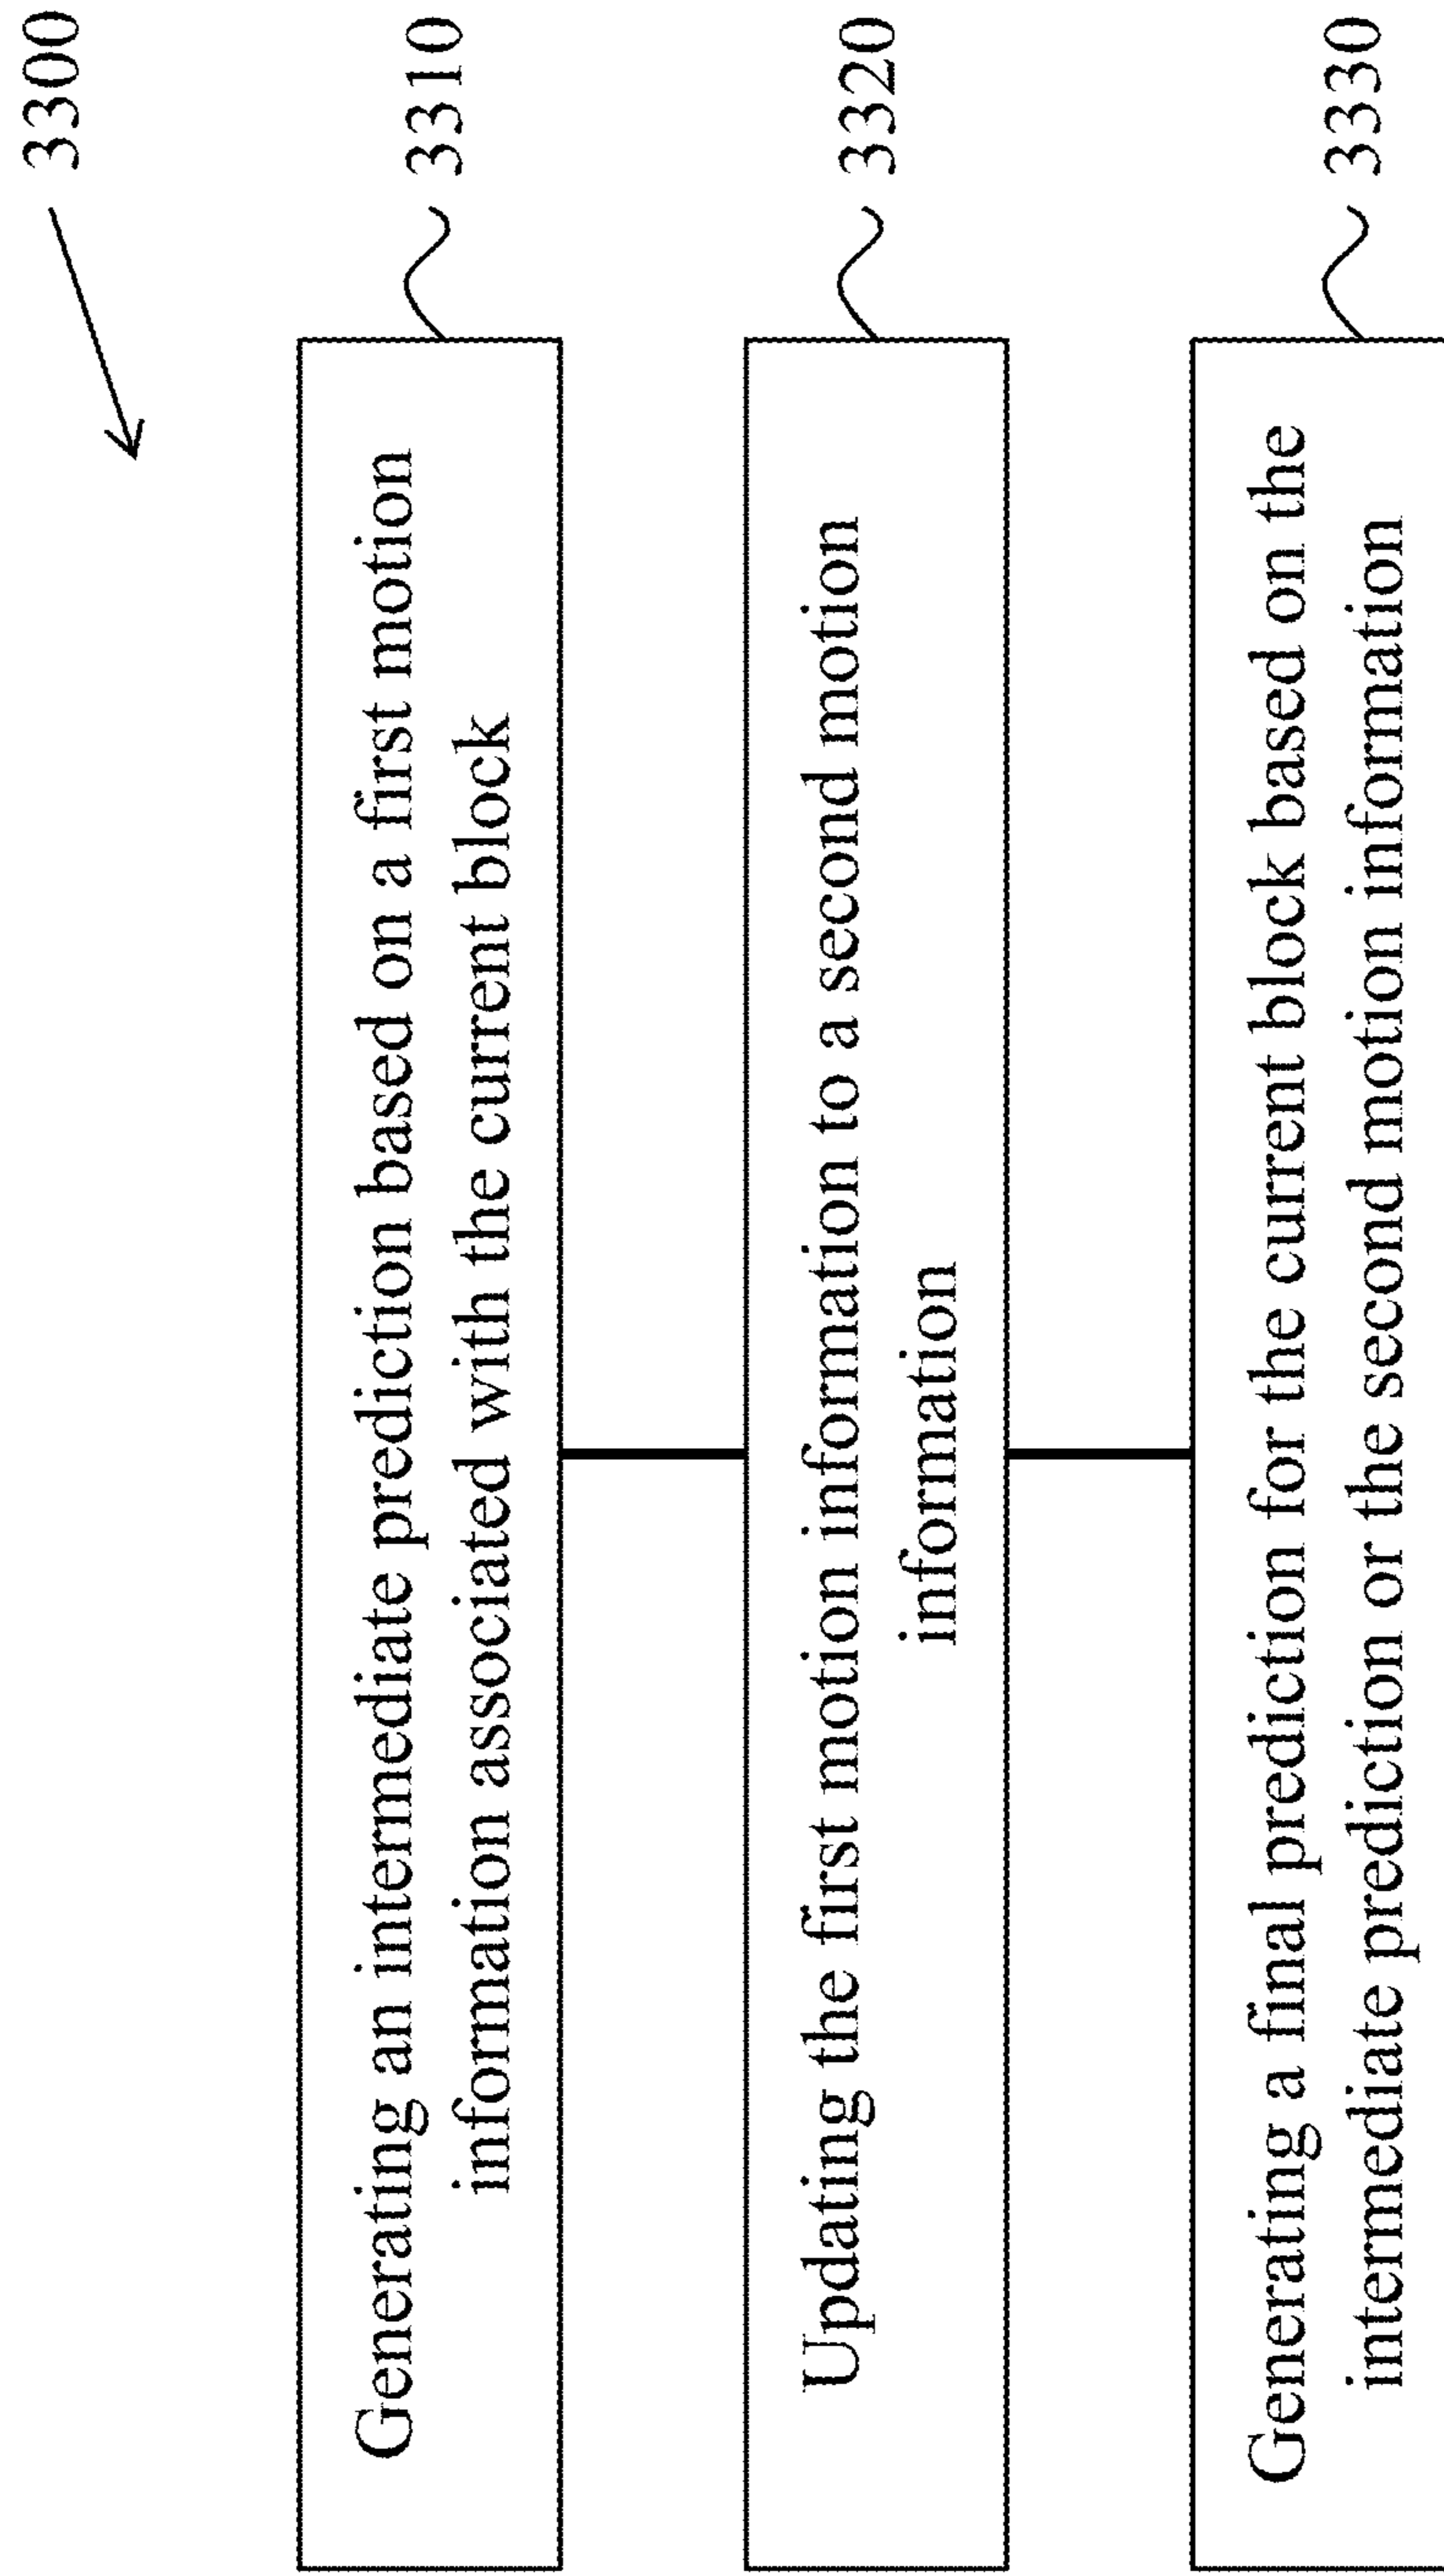 3300
Generating an intermediate prediction based on a first motion
information associated with the current block
3310
Updating the first motion information to a second motion
information
3320
Generating a final prediction for the current block based on the
intermediate prediction or the second motion information
3330